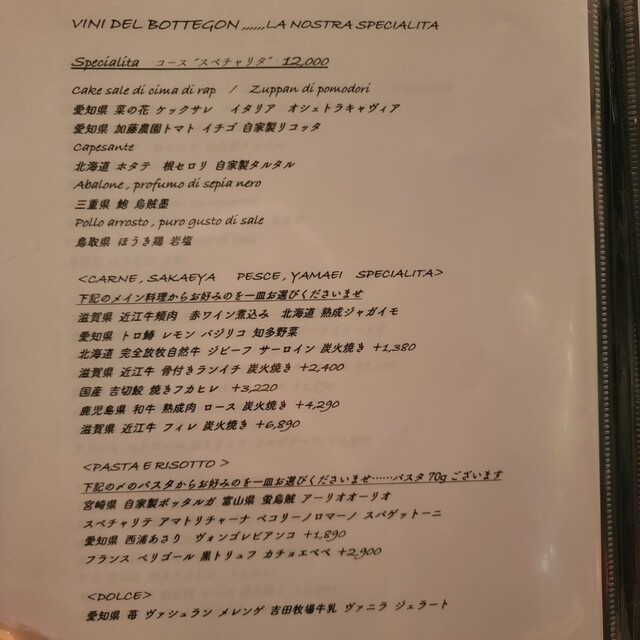 VINI DEL BOTTEGON ,,,,,,LA NOSTRA SPECIALITA
Specialita コース "スペチャリタ" 12,000
Cake sale di cima di rap / Zuppan di pomodori
愛知県 菜の花 ケックサレ イタリア オシェトラキャヴィア
愛知県 加藤農園トマト イチゴ 自家製リコッタ
Capesante
北海道 ホタテ 根セロリ 自家製タルタル
Abalone , profumo di sepia nero
三重県 鮑 烏賊墨
Pollo arrosto , puro gusto di sale
鳥取県 ほうき鶏 岩塩
<CARNE , SAKAEYA PESCE , YAMAEI SPECIALITA>
下記のメイン料理からお好みのを一皿お選びくださいませ
滋賀県 近江牛頬肉 赤ワイン煮込み 北海道 熟成ジャガイモ
愛知県 トロ鰆 レモン バジリコ 知多野菜
北海道 完全放牧自然牛 ジビーフ サーロイン 炭火焼き +1,380
滋賀県 近江牛 骨付きランイチ 炭火焼き +2,400
国産 吉切鮫 焼きフカヒレ +3,220
鹿児島県 和牛 熟成肉 ロース 炭火焼き +4,290
滋賀県 近江牛 フィレ 炭火焼き +6,890
<PASTA E RISOTTO >
下記の〆のパスタからお好みのを一皿お選びくださいませ……パスタ 70g ございます
宮崎県 自家製ボッタルガ 富山県 蛍烏賊 アーリオオーリオ
スペチャリテ アマトリチャーナ ペコリーノロマーノ スパゲットーニ
愛知県 西浦あさり ヴォンゴレビアンコ +1,890
フランス ペリゴール 黒トリュフ カチョエペペ +2,900
<DOLCE>
愛知県 苺 ヴァシュラン メレンゲ 吉田牧場牛乳 ヴァニラ ジェラート